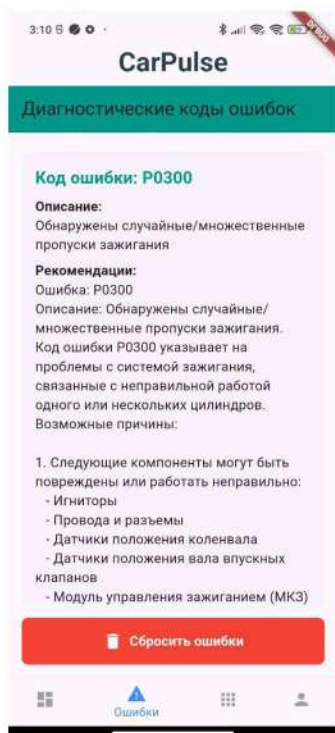 3:10
DEBUG
CarPulse
Диагностические коды ошибок
Код ошибки: P0300
Описание:
Обнаружены случайные/множественные
пропуски зажигания
Рекомендации:
Ошибка: P0300
Описание: Обнаружены случайные/
множественные пропуски зажигания.
Код ошибки P0300 указывает на
проблемы с системой зажигания,
связанные с неправильной работой
одного или нескольких цилиндров.
Возможные причины:
1. Следующие компоненты могут быть
повреждены или работать неправильно:
- Игниторы
- Провода и разъемы
- Датчики положения коленвала
- Датчики положения вала впускных
клапанов
- Модуль управления зажиганием (МКЗ)
Сбросить ошибки
Ошибки